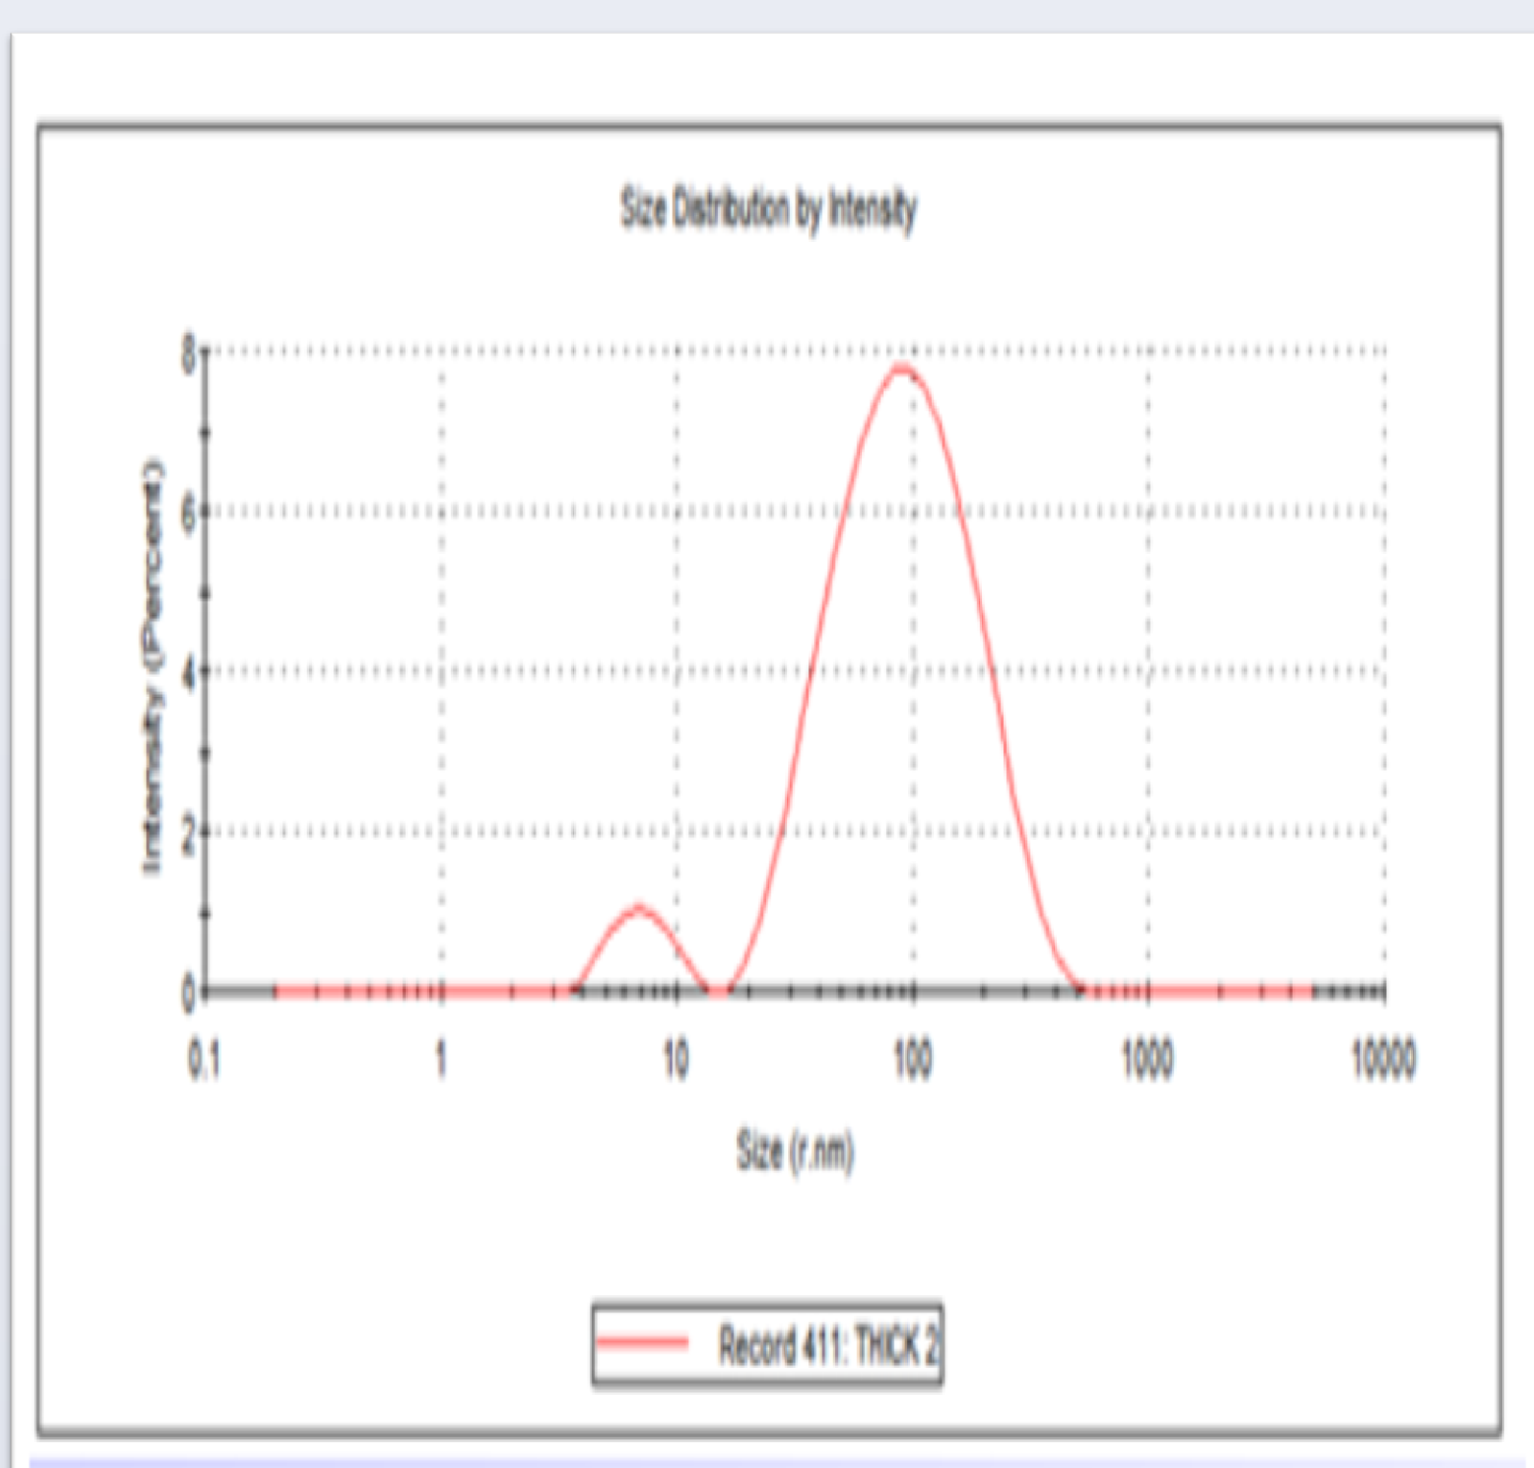 Size Distribution by Intensity
8
6
4
2
0
Intensity (Percent)
0.1 1 10 100 1000 10000
Size (r.nm)
Record 411: THICK 2